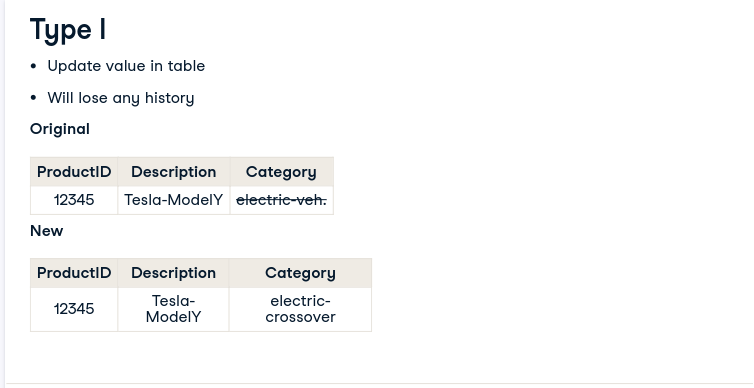 Type I
• Update value in table
• Will lose any history
Original
ProductID Description Category
12345 Tesla-ModelY electric-veh.
New
ProductID Description Category
12345 Tesla-ModelY electric-crossover